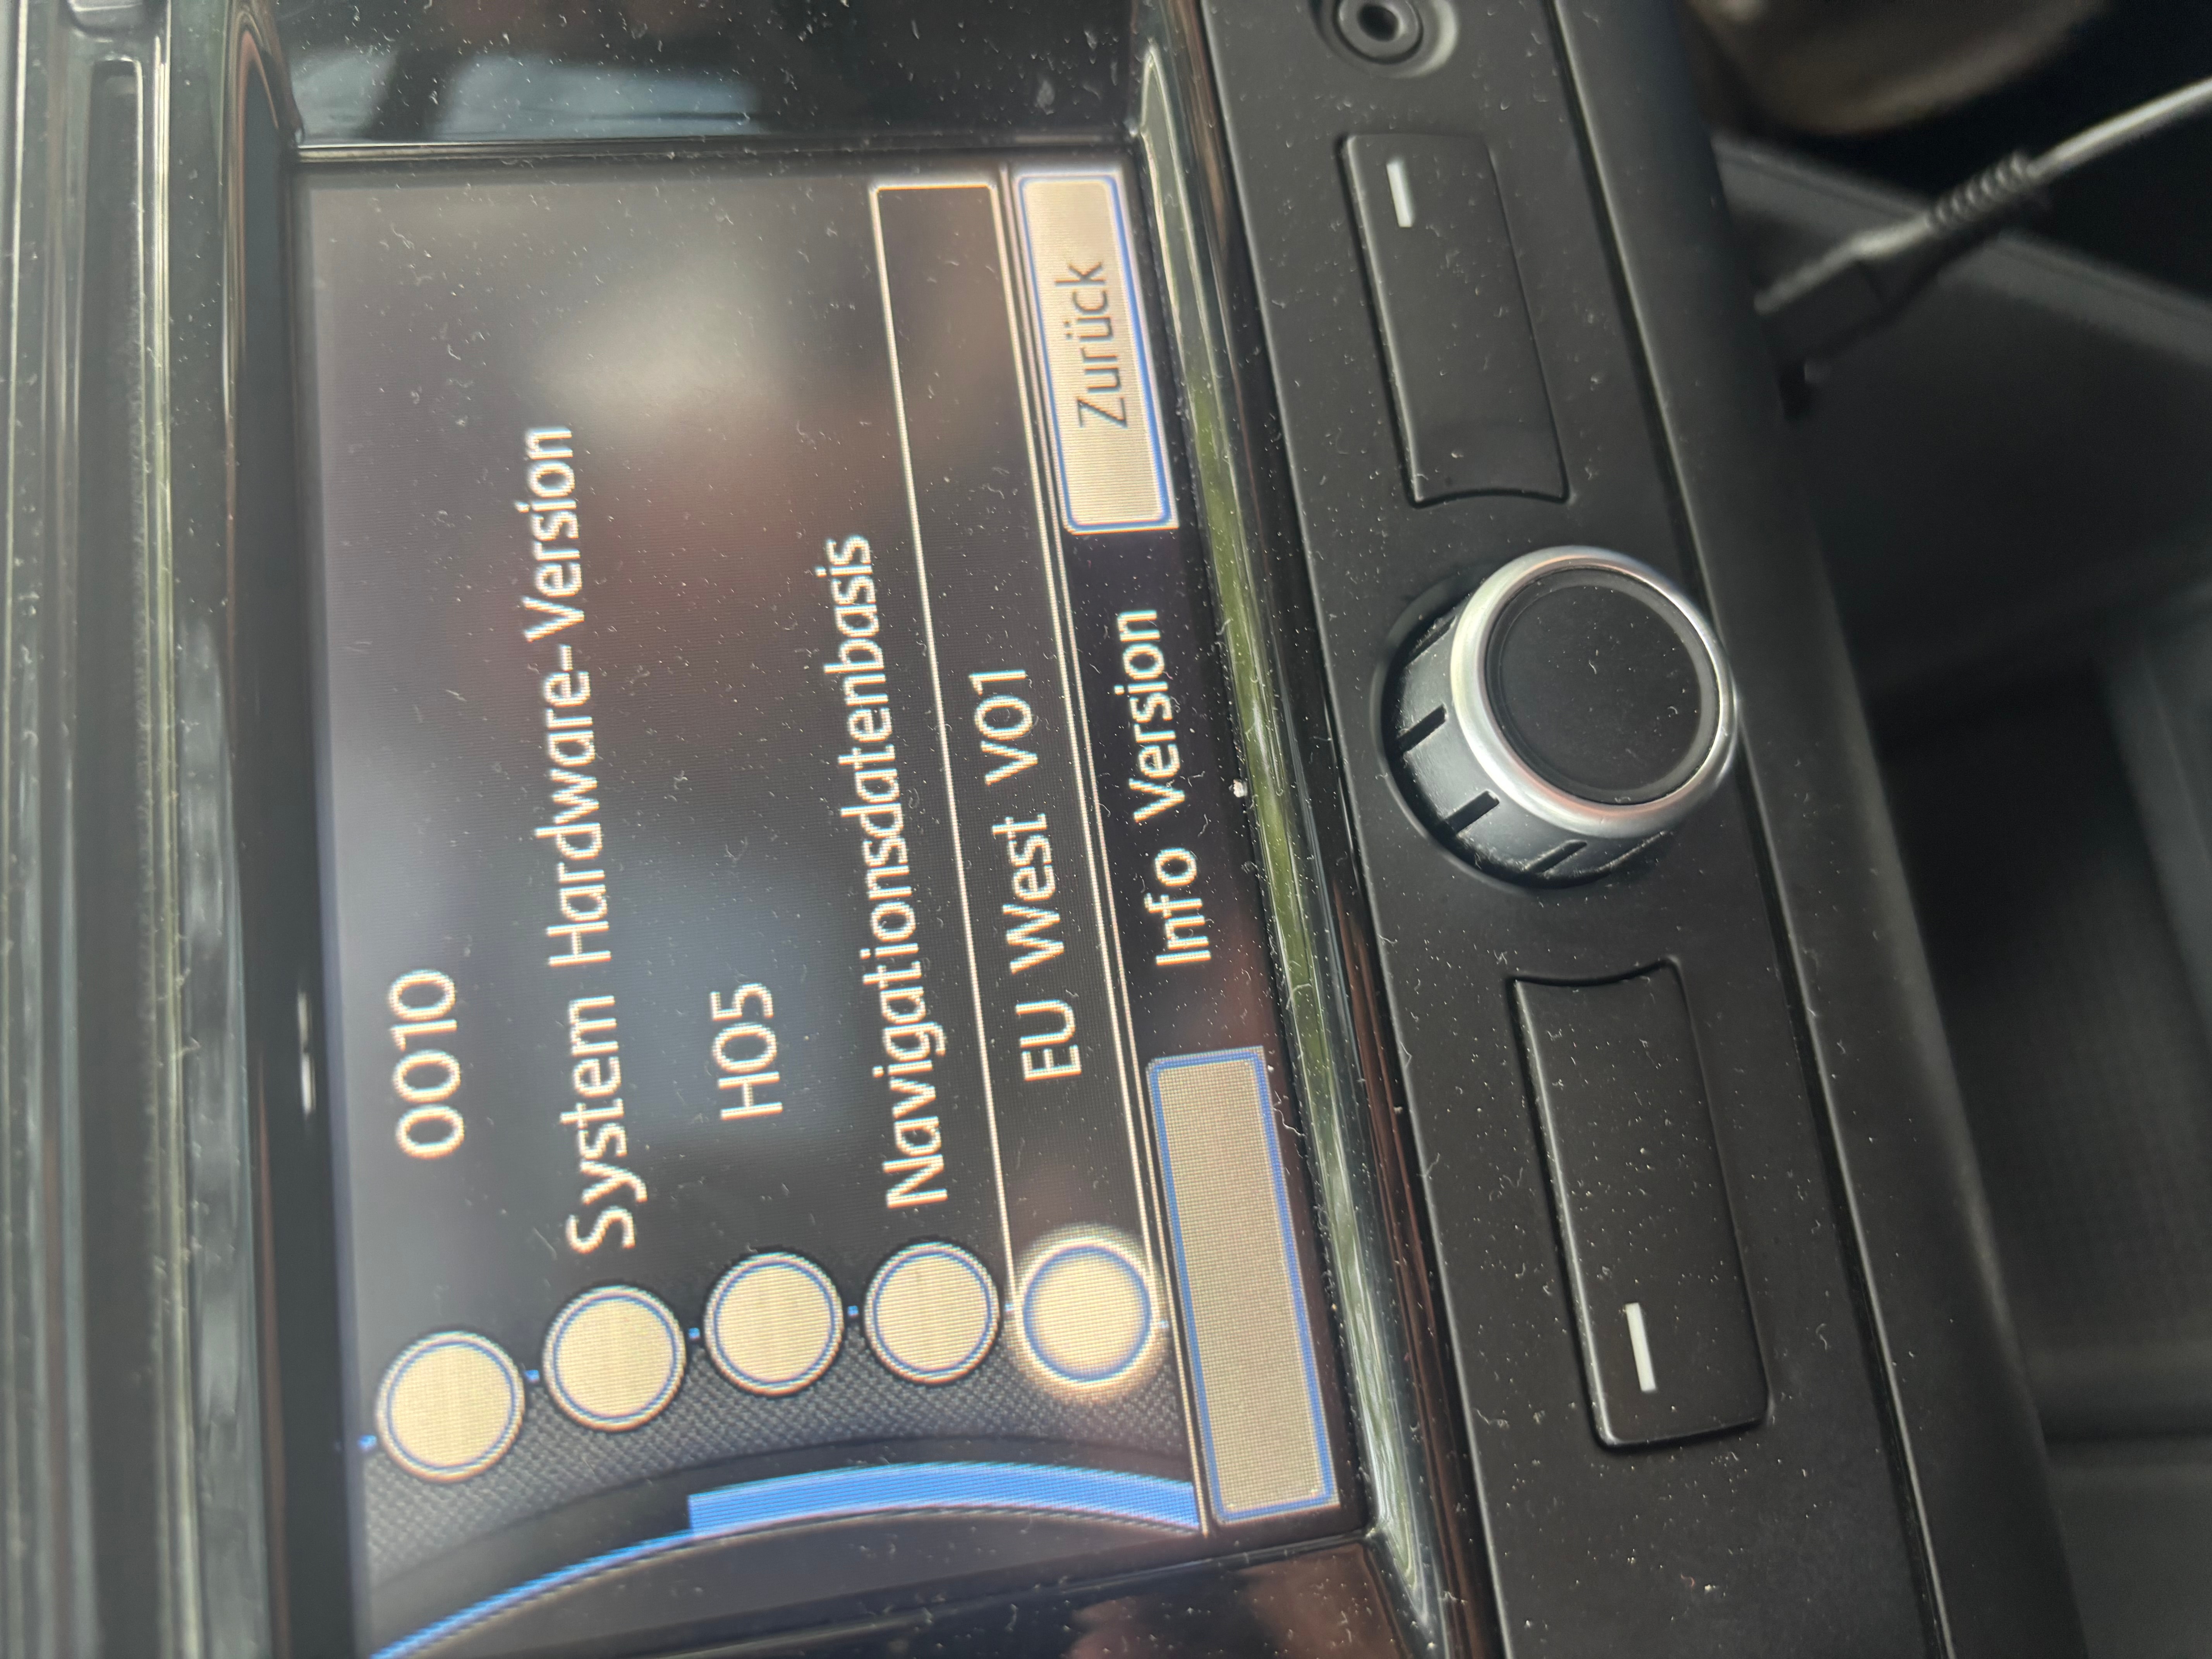 0010
System Hardware-Version
H05
Navigationsdatenbasis
EU West V01
Info Version
Zurück